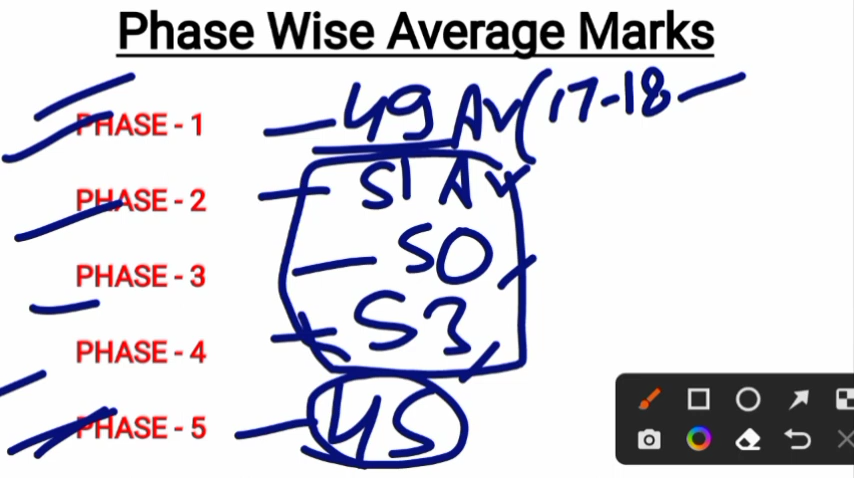 Phase Wise Average Marks
PHASE - 1 — 49 Av (17-18 —
PHASE - 2 — 51 Av
PHASE - 3 — 50
PHASE - 4 — 53
PHASE - 5 — 45